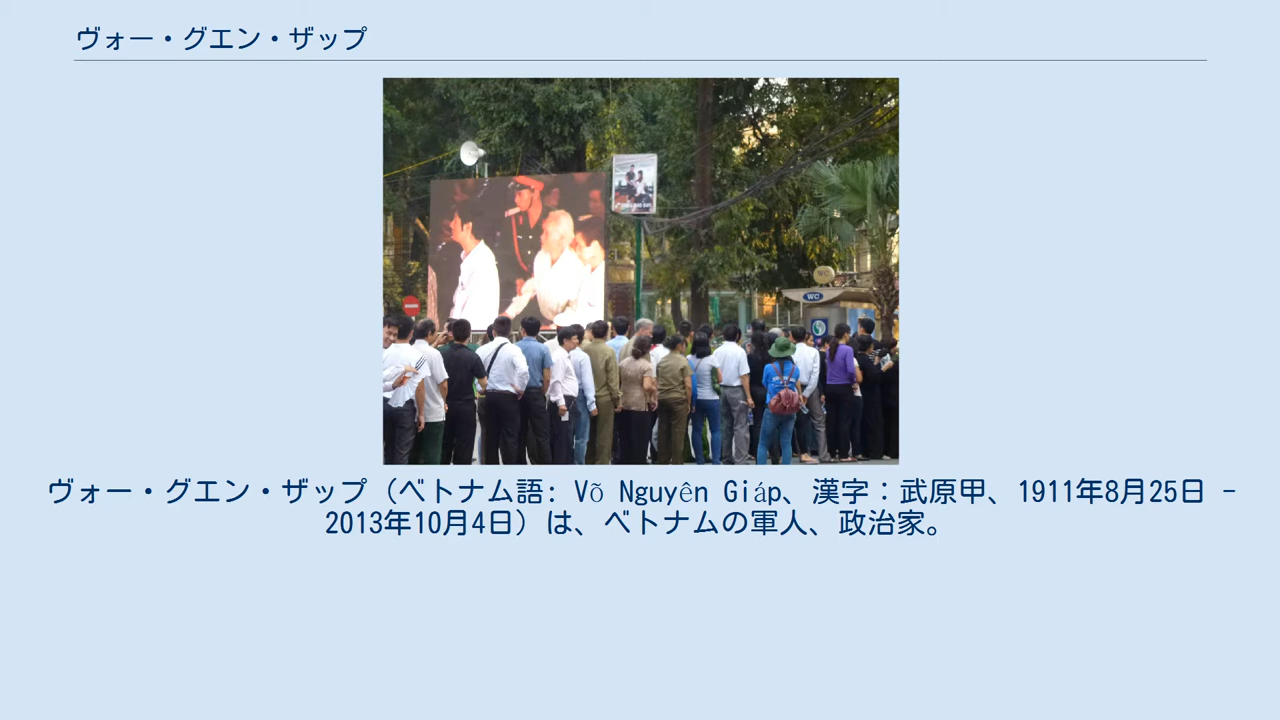 ヴォー・グエン・ザップ
WC
WC
ヴォー・グエン・ザップ（ベトナム語: Võ Nguyên Giáp、漢字：武原甲、1911年8月25日 -
2013年10月4日）は、ベトナムの軍人、政治家。